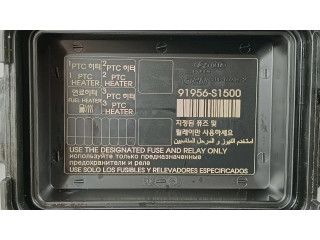 1 PTC 히터
2 PTC 히터
1 PTC HEATER
2 PTC HEATER
연료히터
3 PTC 히터
FUEL HEATER
3 PTC HEATER
91956-S1500
지정된 퓨즈 및
릴레이만 사용하세요
USE THE DESIGNATED FUSE AND RELAY ONLY
используйте только предназначенные
предохранители и реле
USE SOLO LOS FUSIBLES Y RELEVADORES ESPECIFICADOS